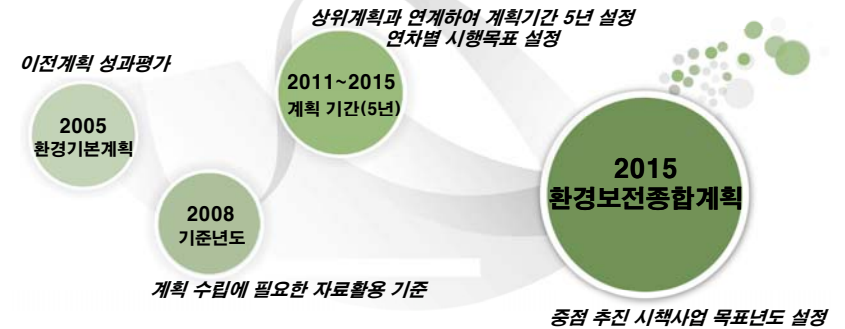 상위계획과 연계하여 계획기간 5년 설정
연차별 시행목표 설정
이전계획 성과평가
2011~2015
계획 기간(5년)
2005
환경기본계획
2015
환경보전종합계획
2008
기준년도
계획 수립에 필요한 자료활용 기준
중점 추진 시책사업 목표년도 설정